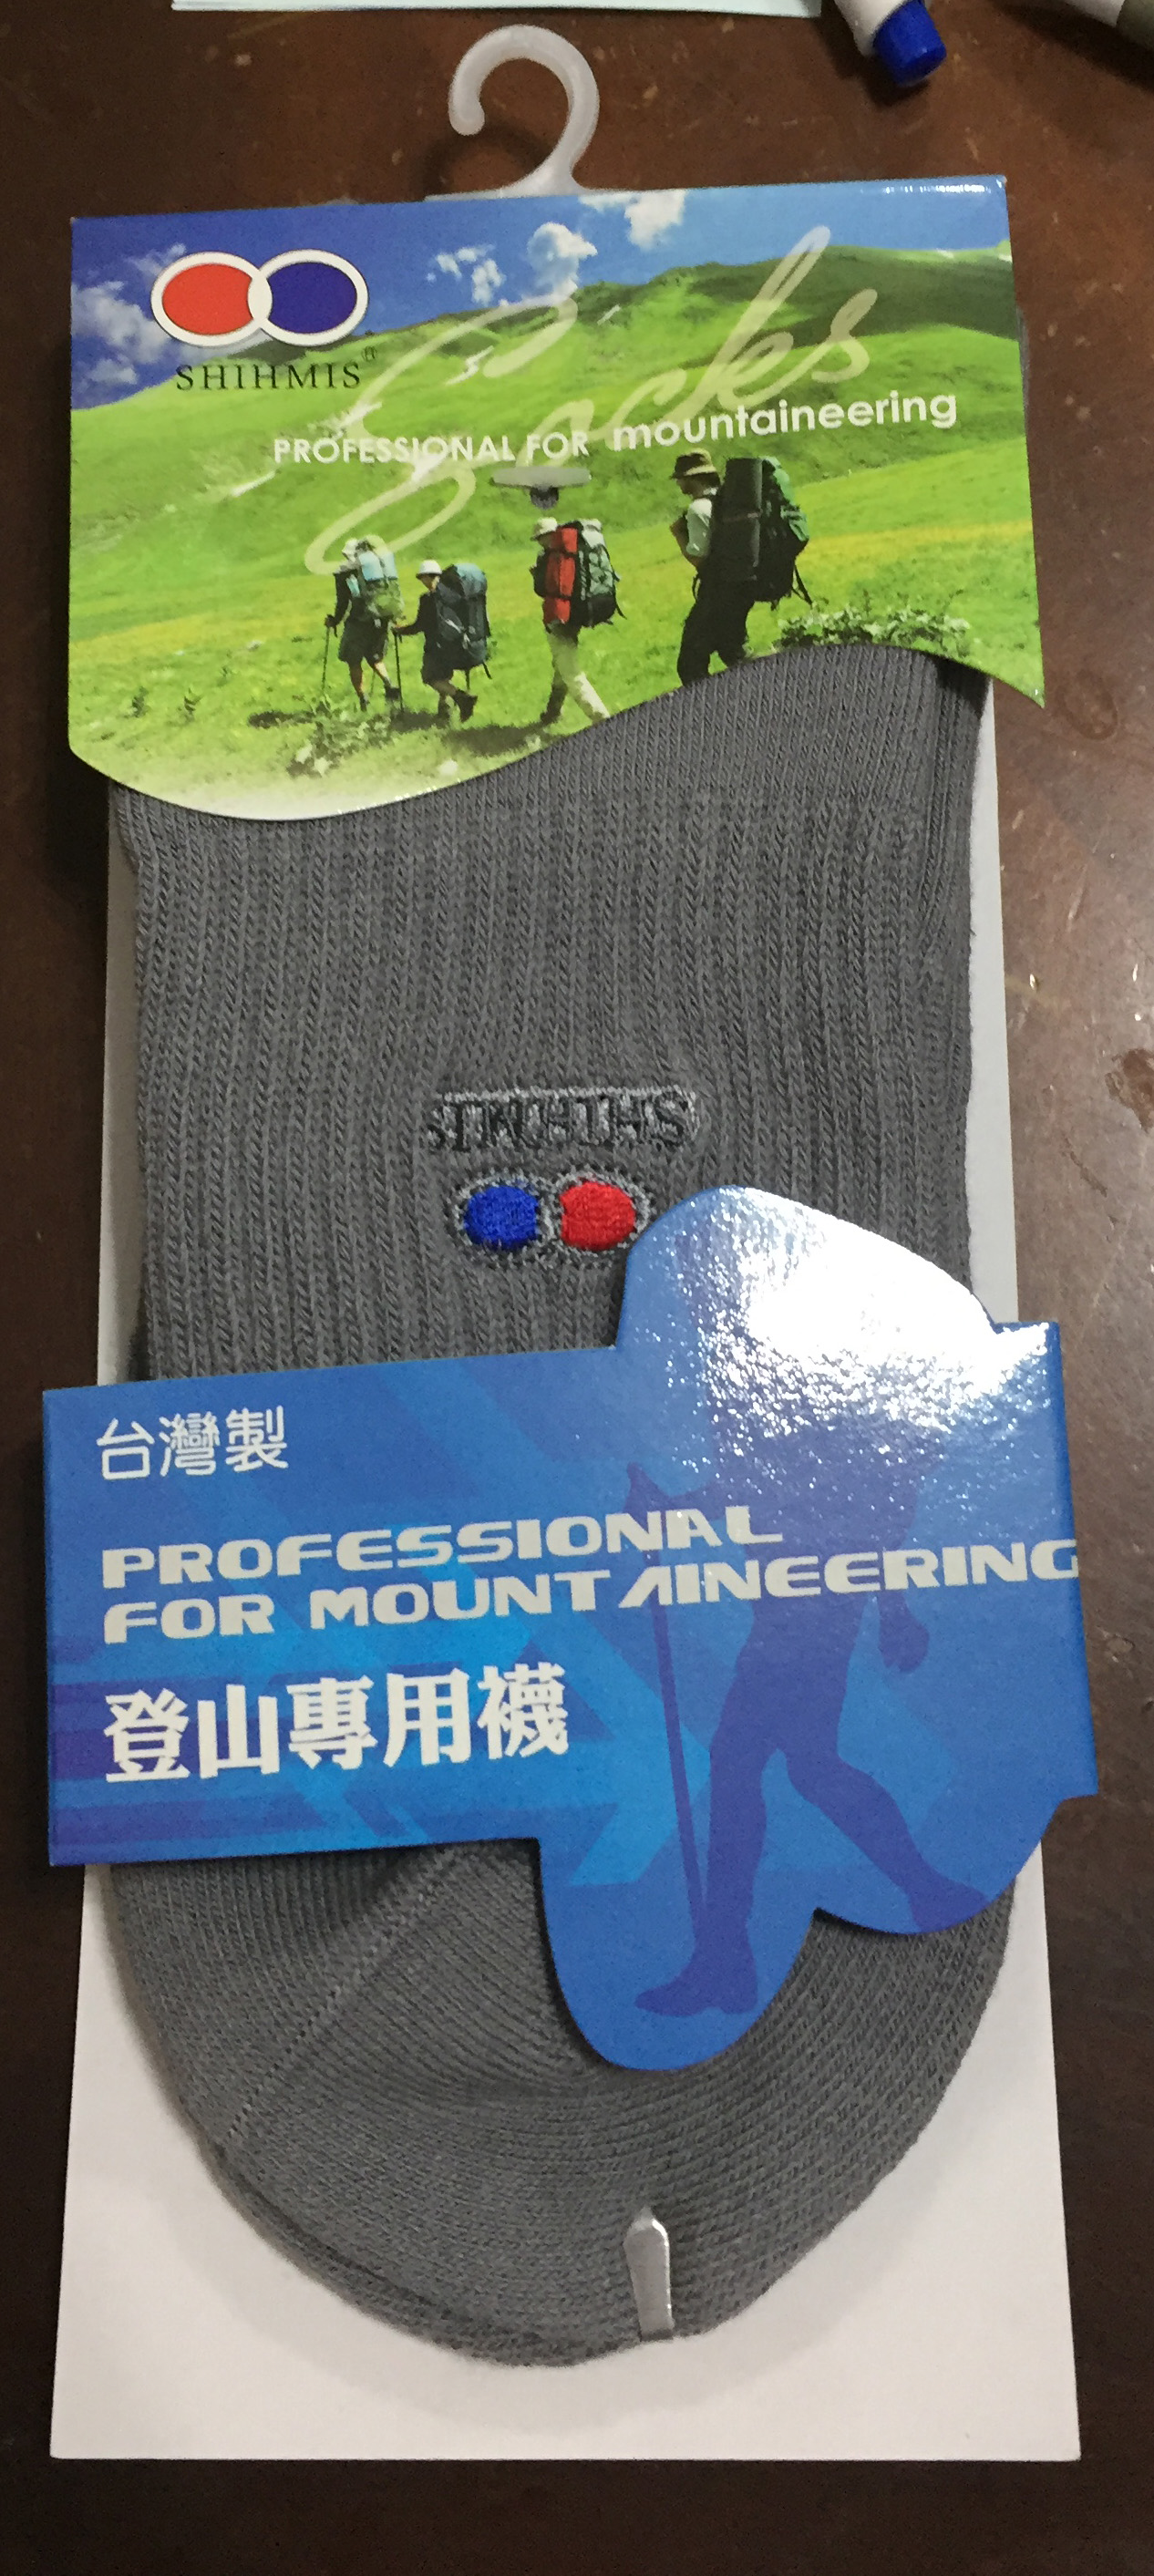 SHIHMIS®
Socks
PROFESSIONAL FOR mountaineering
SHIHMIS
台灣製
PROFESSIONAL
FOR MOUNTAINEERING
登山專用襪